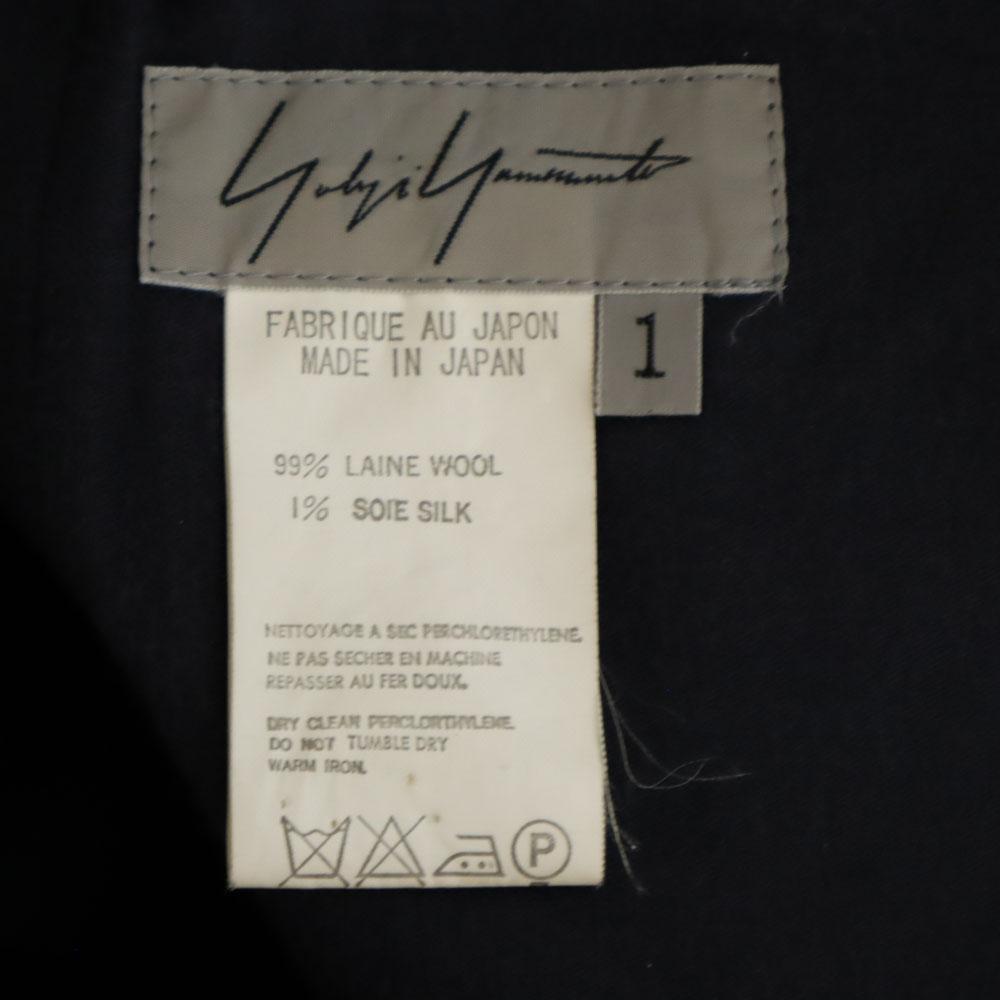 Yohji Yamamoto
FABRIQUE AU JAPON
MADE IN JAPAN
1
99% LAINE WOOL
1% SOIE SILK
NETTOYAGE A SEC PERCHLORETHYLENE.
NE PAS SECHER EN MACHINE
REPASSER AU FER DOUX.
DRY CLEAN PERCLORTHYLENE.
DO NOT TUMBLE DRY
WARM IRON.
P